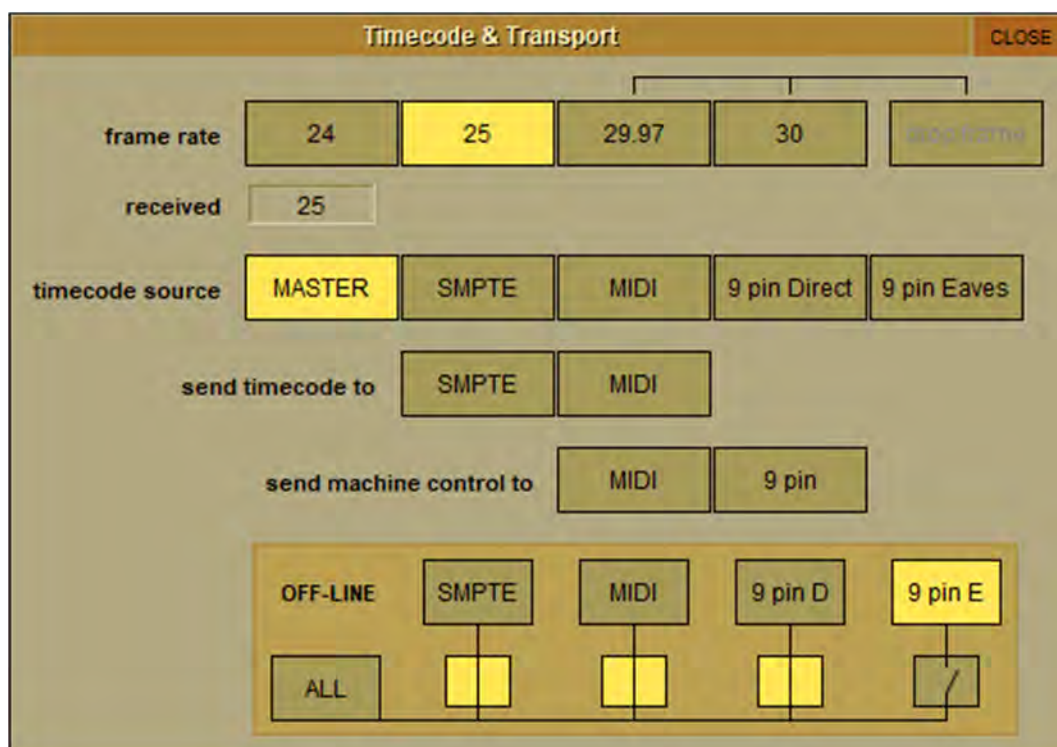 Timecode & Transport CLOSE
frame rate 24 25 29.97 30
received 25
timecode source MASTER SMPTE MIDI 9 pin Direct 9 pin Eaves
send timecode to SMPTE MIDI
send machine control to MIDI 9 pin
OFF-LINE SMPTE MIDI 9 pin D 9 pin E
ALL